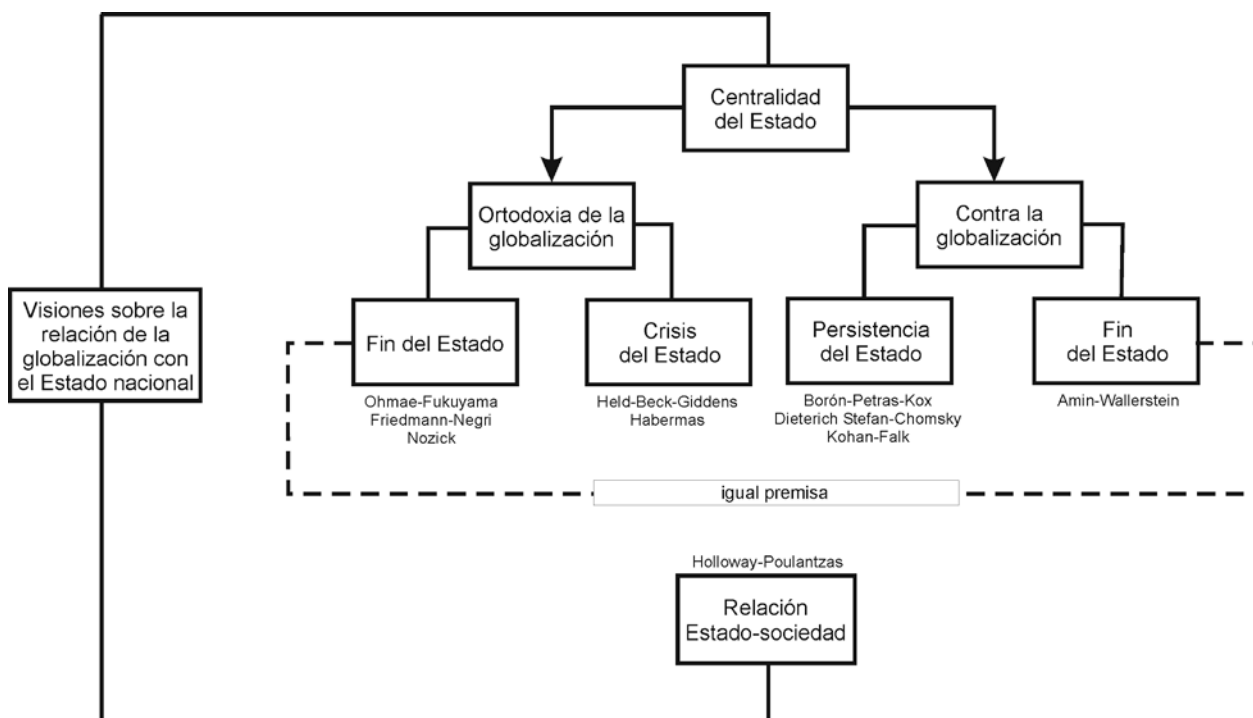 Centralidad
del Estado
Ortodoxia de la
globalización
Contra la
globalización
Visiones sobre la
relación de la
globalización con
el Estado nacional
Fin del Estado
Crisis
del Estado
Persistencia
del Estado
Fin
del Estado
Ohmae-Fukuyama
Friedmann-Negri
Nozick
Held-Beck-Giddens
Habermas
Borón-Petras-Kox
Dieterich Stefan-Chomsky
Kohan-Falk
Amin-Wallerstein
igual premisa
Holloway-Poulantzas
Relación
Estado-sociedad